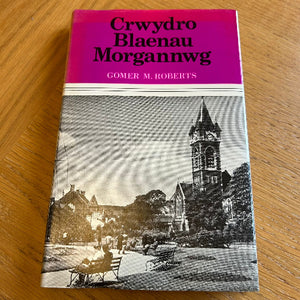 Crwydro
Blaenau
Morgannwg
GOMER M. ROBERTS